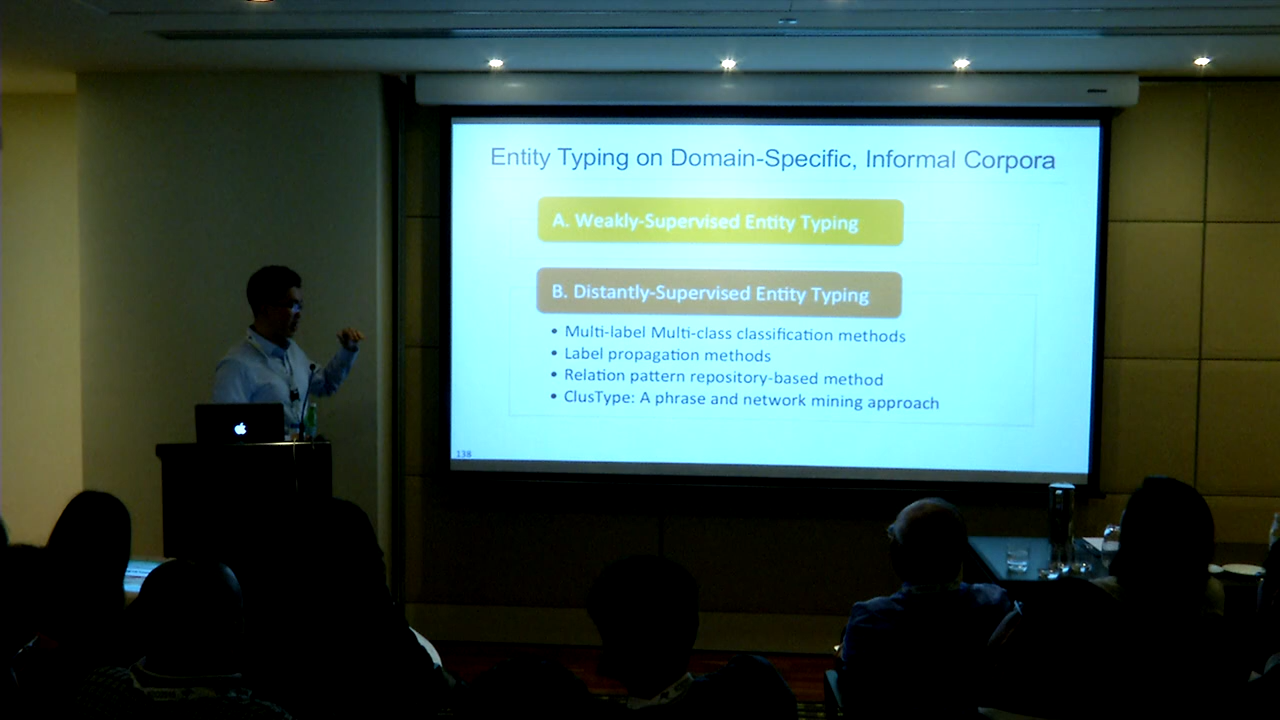 Entity Typing on Domain-Specific, Informal Corpora
A. Weakly-Supervised Entity Typing
B. Distantly-Supervised Entity Typing
• Multi-label Multi-class classification methods
• Label propagation methods
• Relation pattern repository-based method
• ClusType: A phrase and network mining approach
138